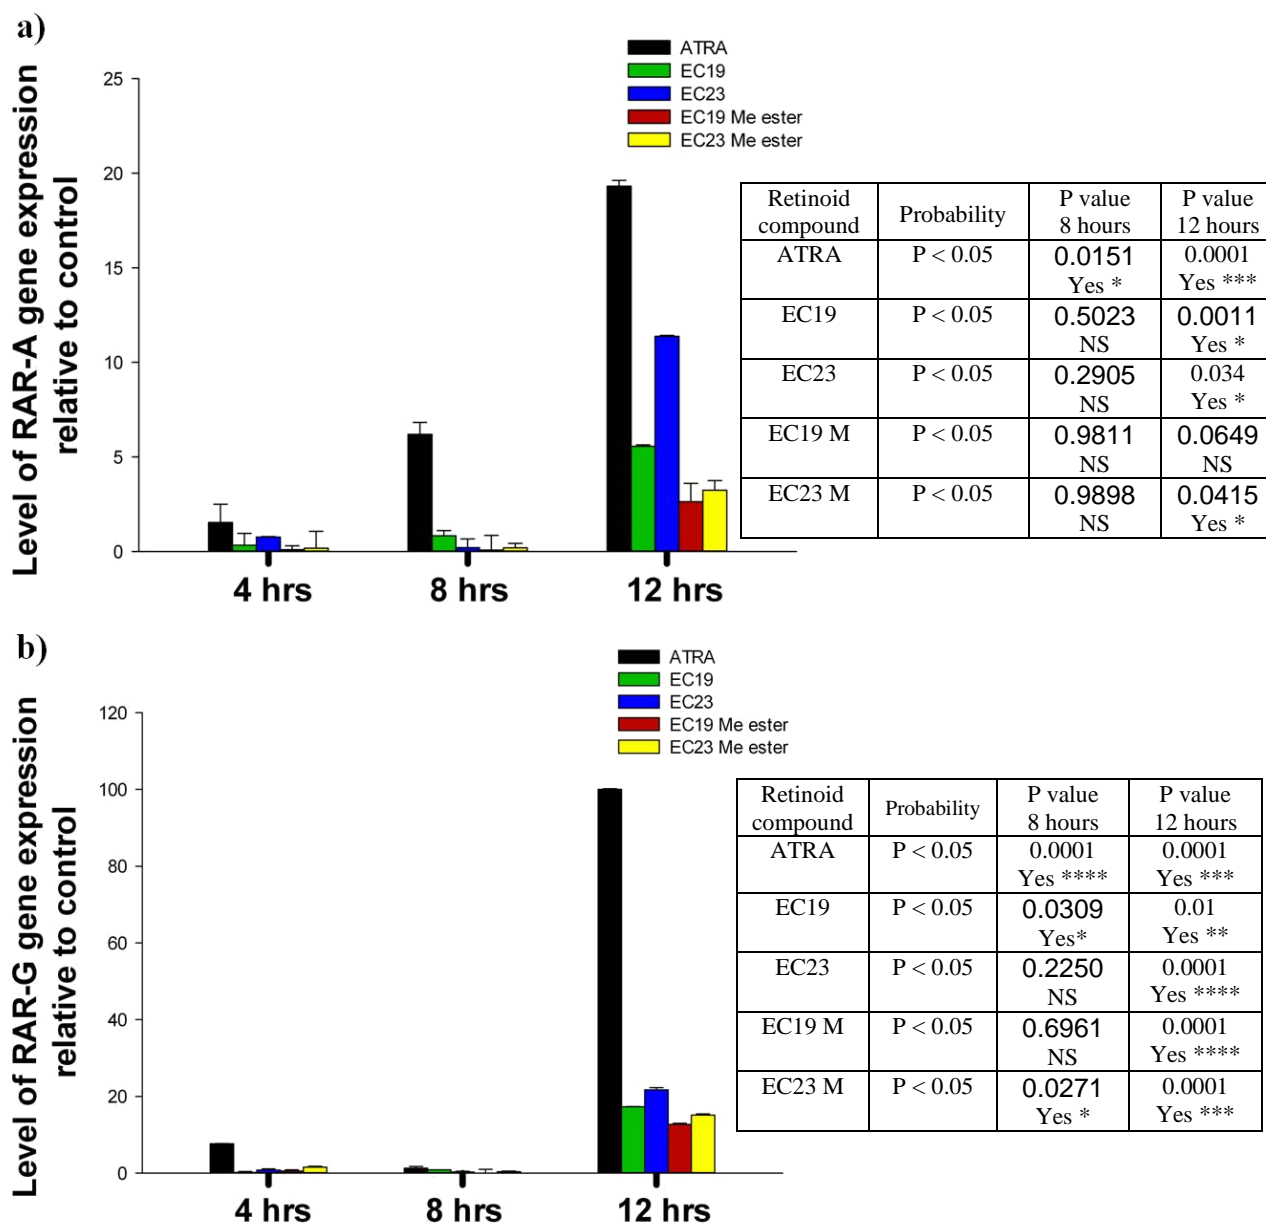 a)
Level of RAR-A gene expression
relative to control
ATRA
EC19
EC23
EC19 Me ester
EC23 Me ester
25
20
15
10
5
0
4 hrs 8 hrs 12 hrs
Retinoid compound Probability P value 8 hours P value 12 hours
ATRA P < 0.05 0.0151 0.0001
Yes * Yes ***
EC19 P < 0.05 0.5023 0.0011
NS Yes *
EC23 P < 0.05 0.2905 0.034
NS Yes *
EC19 M P < 0.05 0.9811 0.0649
NS NS
EC23 M P < 0.05 0.9898 0.0415
NS Yes *
b)
Level of RAR-G gene expression
relative to control
ATRA
EC19
EC23
EC19 Me ester
EC23 Me ester
120
100
80
60
40
20
0
4 hrs 8 hrs 12 hrs
Retinoid compound Probability P value 8 hours P value 12 hours
ATRA P < 0.05 0.0001 0.0001
Yes **** Yes ***
EC19 P < 0.05 0.0309 0.01
Yes* Yes **
EC23 P < 0.05 0.2250 0.0001
NS Yes ****
EC19 M P < 0.05 0.6961 0.0001
NS Yes ****
EC23 M P < 0.05 0.0271 0.0001
Yes * Yes ***